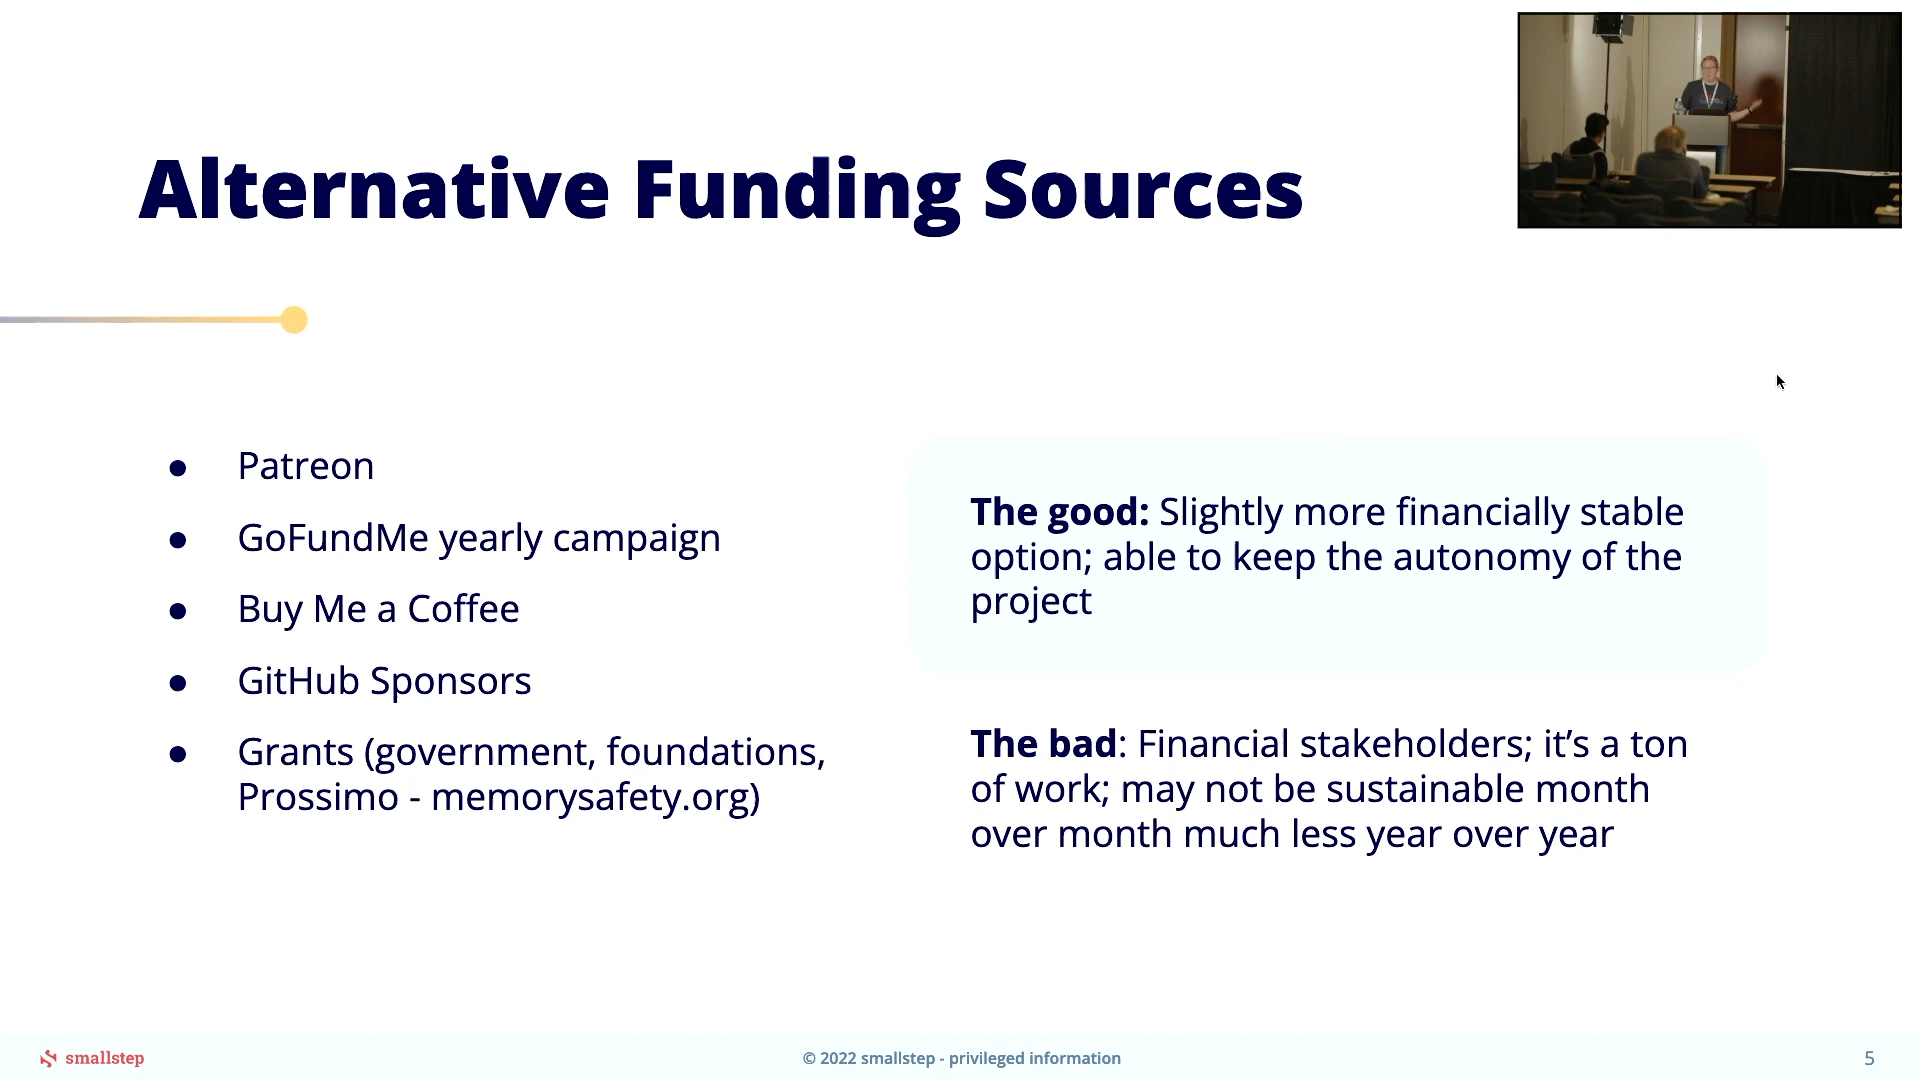 Alternative Funding Sources
● Patreon
● GoFundMe yearly campaign
● Buy Me a Coffee
● GitHub Sponsors
● Grants (government, foundations,
Prossimo - memorysafety.org)
The good: Slightly more financially stable
option; able to keep the autonomy of the
project
The bad: Financial stakeholders; it’s a ton
of work; may not be sustainable month
over month much less year over year
smallstep
© 2022 smallstep - privileged information
5